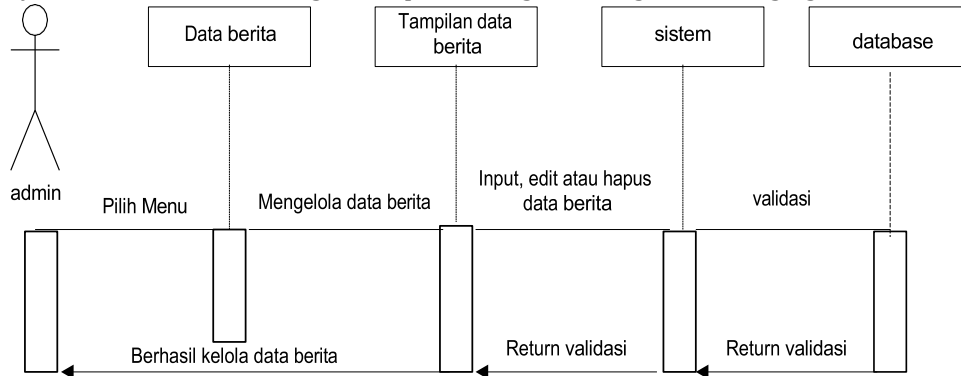 Data berita
Tampilan data
berita
sistem
database
admin
Pilih Menu
Mengelola data berita
Input, edit atau hapus
data berita
validasi
Berhasil kelola data berita
Return validasi
Return validasi